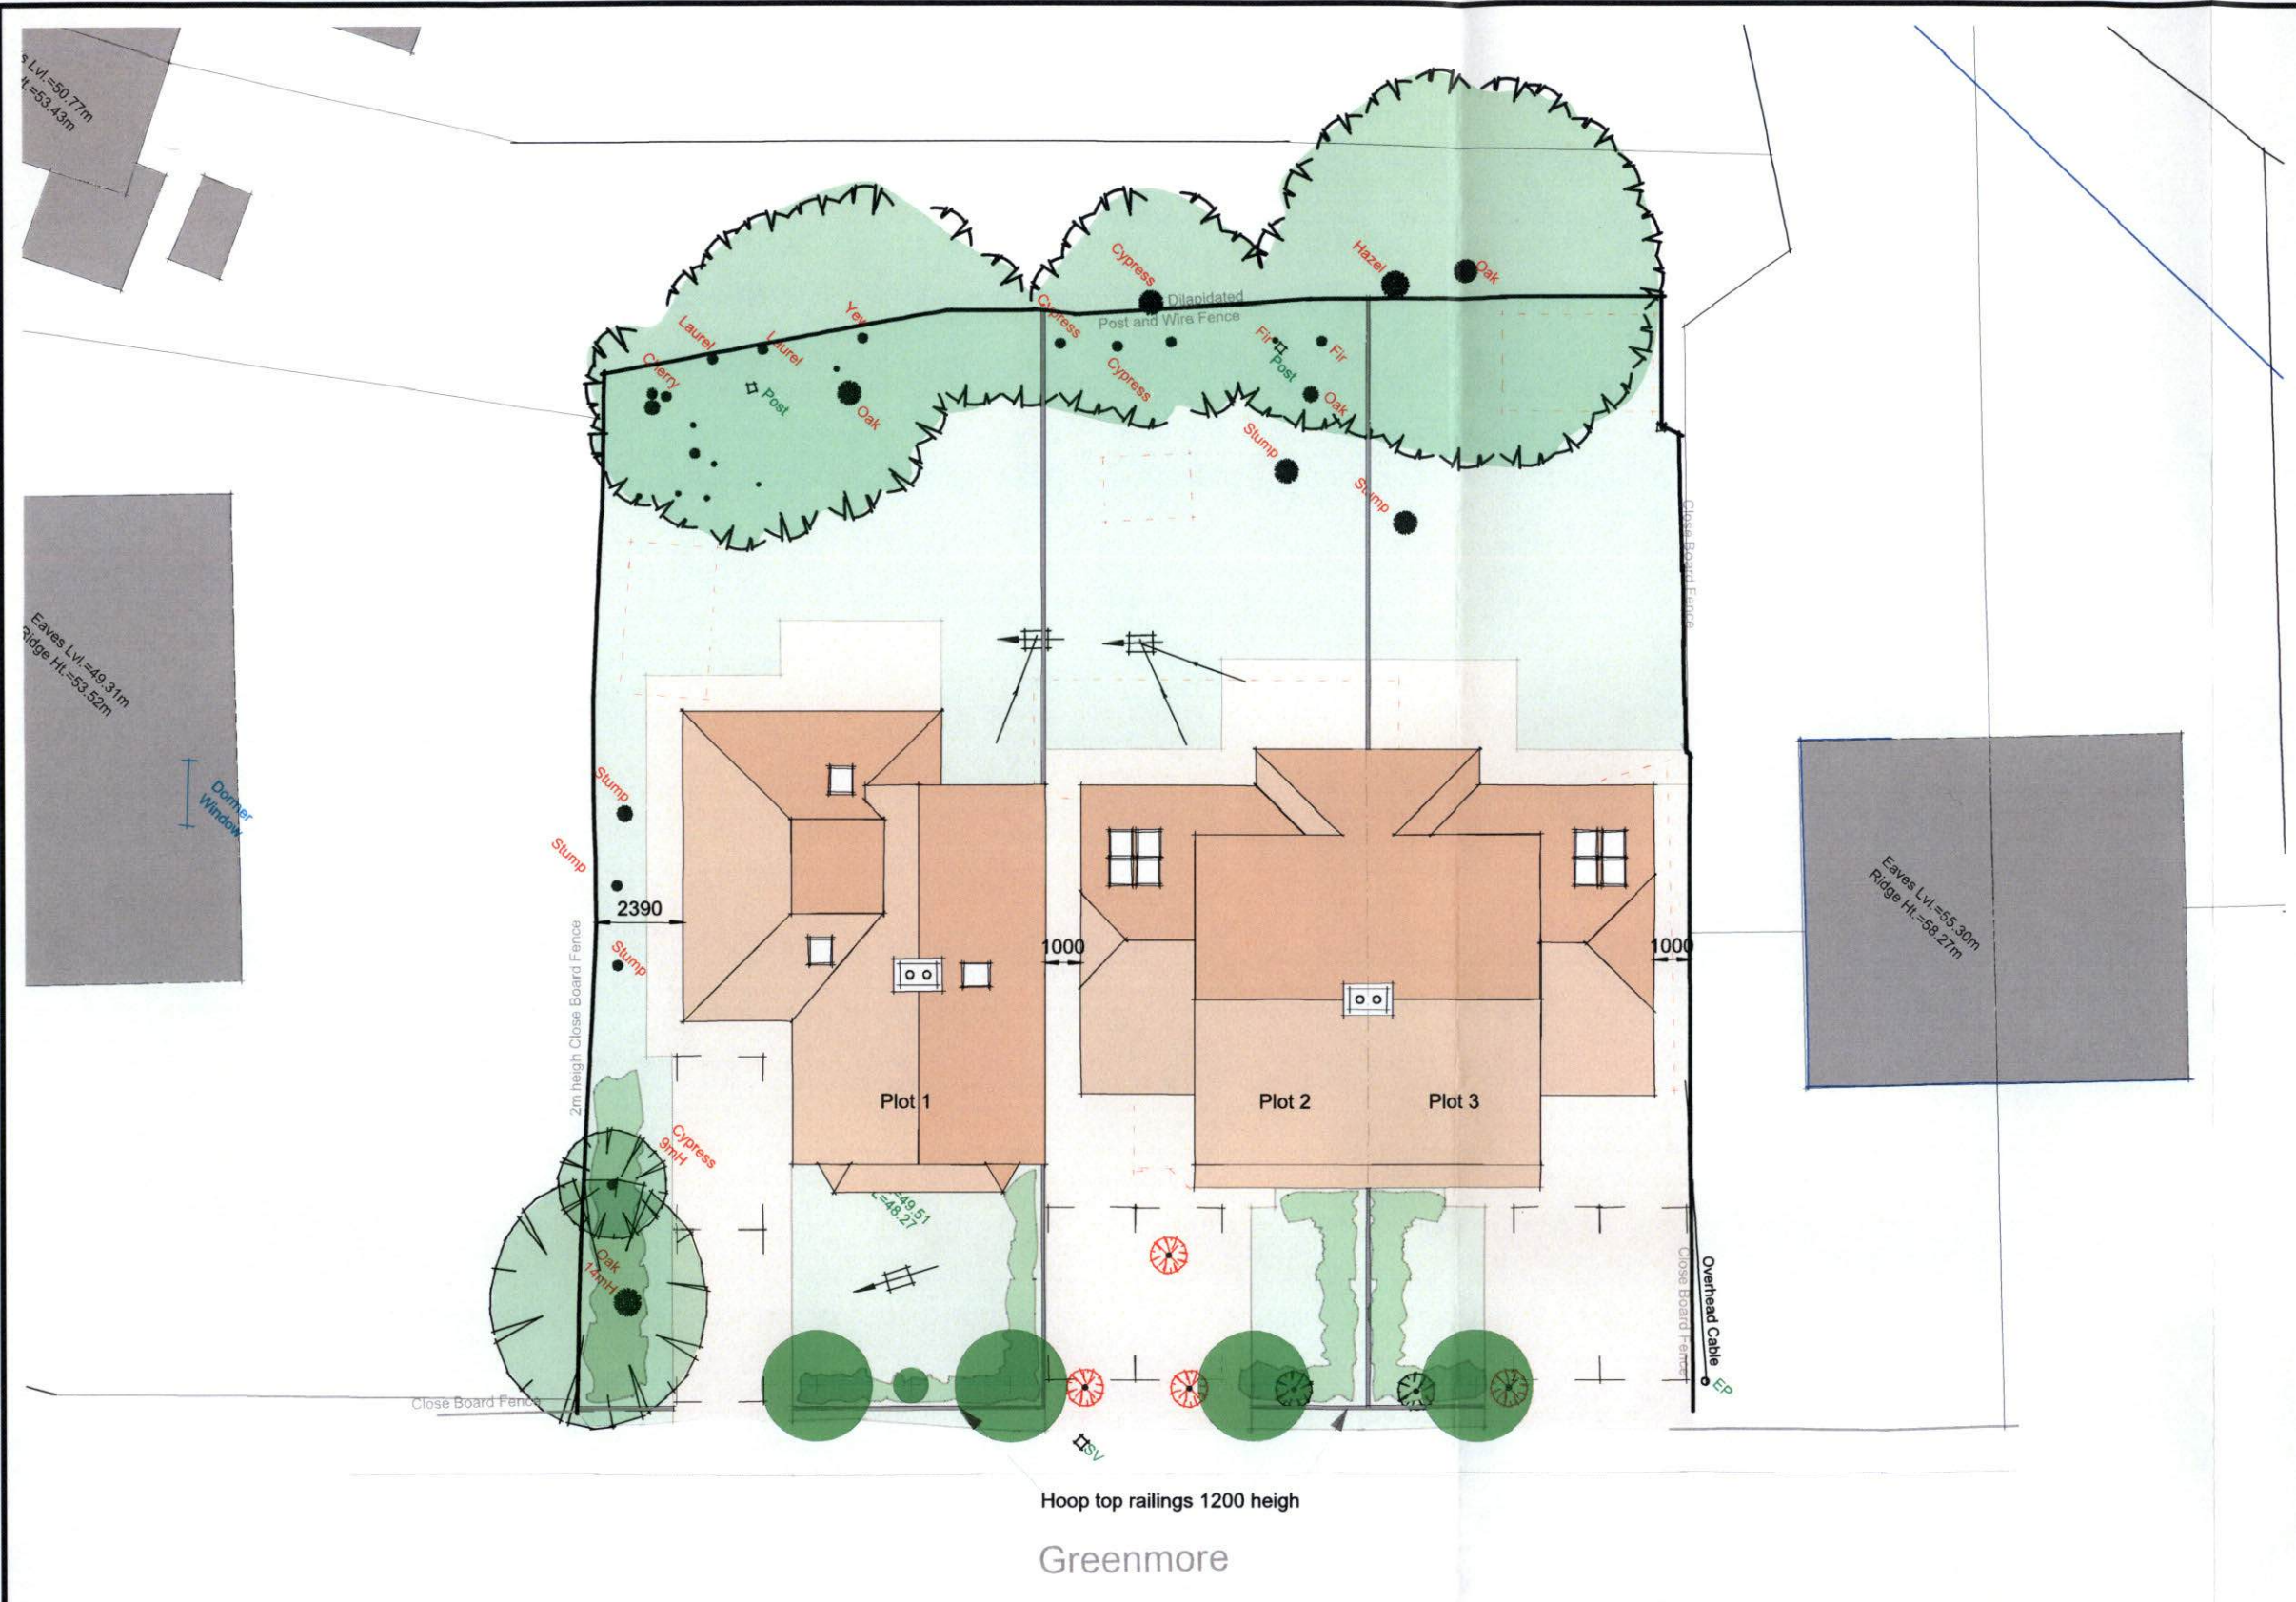 s Lvl.=50.77m
Ht.=53.43m
Cypress
Hazel
Oak
Dilapidated
Post and Wire Fence
Cypress
Yew
Laurel
Laurel
Cherry
Post
Oak
Cypress
Fir
Fir
Post
Oak
Stump
Stump
Close Board Fence
Eaves Lvl.=49.31m
Ridge Ht.=53.52m
Dormer
Window
Stump
Stump
2390
Stump
2m heigh Close Board Fence
1000
1000
Eaves Lvl.=55.30m
Ridge Ht.=58.27m
Plot 1
Plot 2
Plot 3
Cypress
9mH
=49.51
L=48.27
Oak
14mH
Close Board Fence
Overhead Cable
EP
Close Board Fence
SV
Hoop top railings 1200 heigh
Greenmore